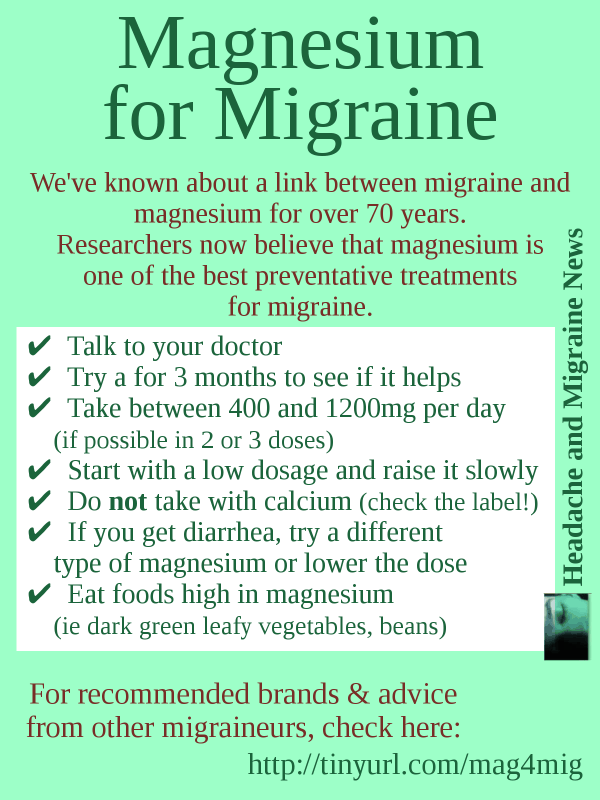 Magnesium
for Migraine
We've known about a link between migraine and
magnesium for over 70 years.
Researchers now believe that magnesium is
one of the best preventative treatments
for migraine.
✔ Talk to your doctor
✔ Try a for 3 months to see if it helps
✔ Take between 400 and 1200mg per day
(if possible in 2 or 3 doses)
✔ Start with a low dosage and raise it slowly
✔ Do not take with calcium (check the label!)
✔ If you get diarrhea, try a different
type of magnesium or lower the dose
✔ Eat foods high in magnesium
(ie dark green leafy vegetables, beans)
Headache and Migraine News
For recommended brands & advice
from other migraineurs, check here:
http://tinyurl.com/mag4mig